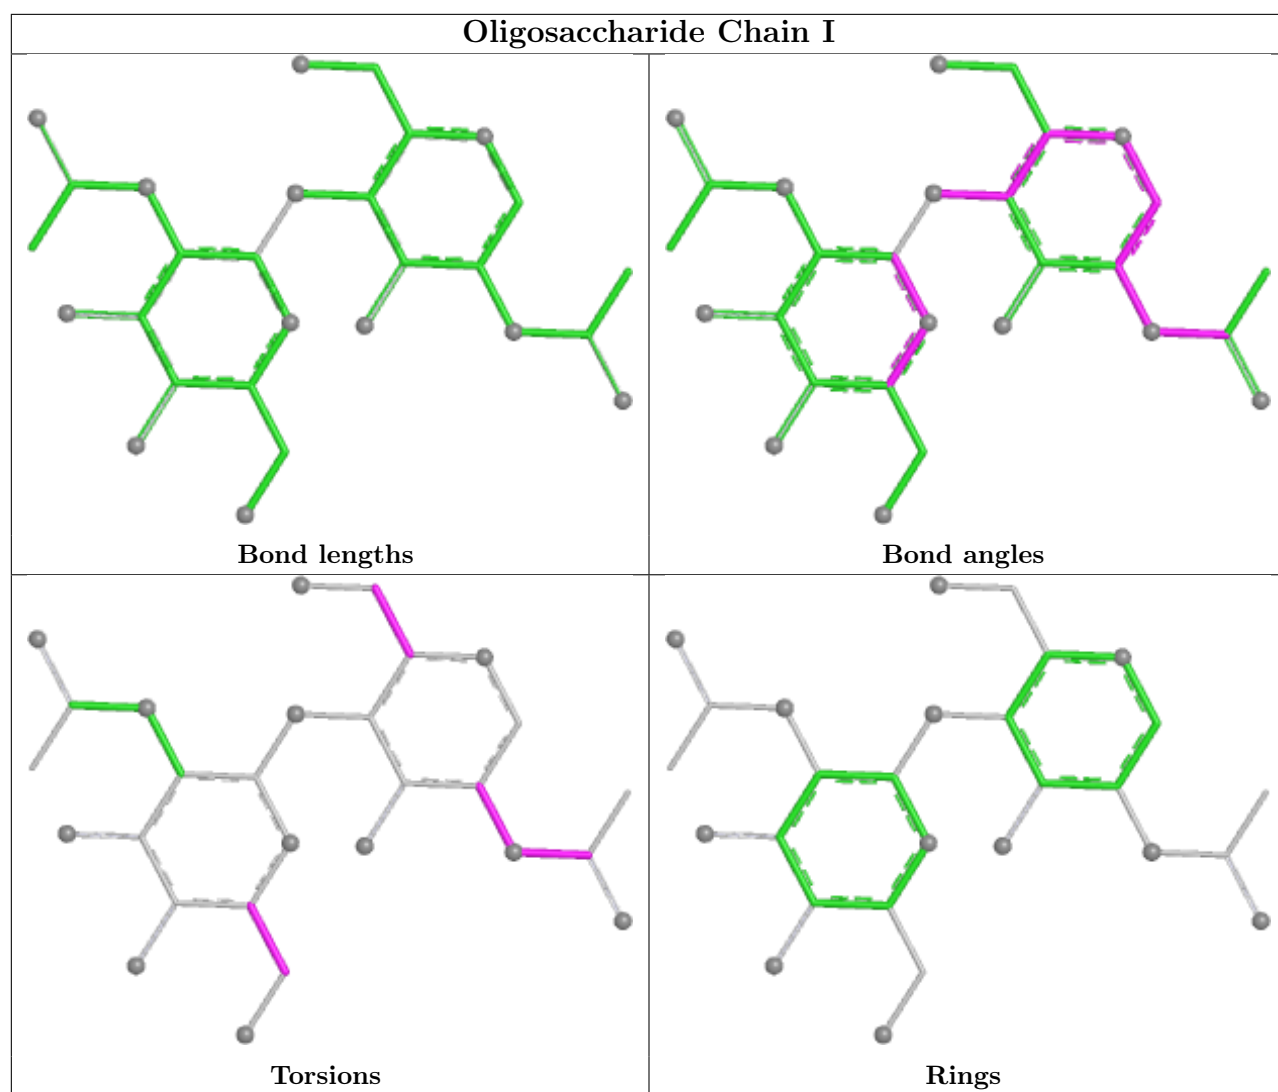 Oligosaccharide Chain I
Bond lengths
Bond angles
Torsions
Rings